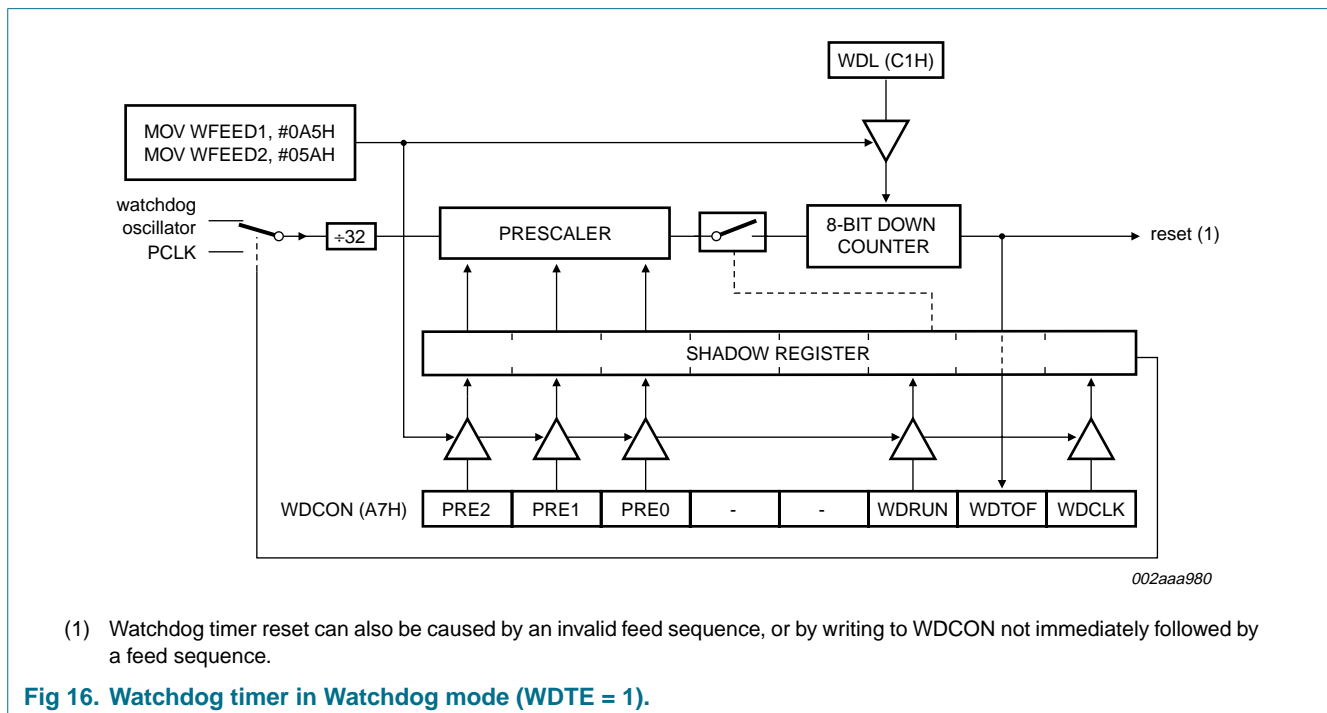 WDL (C1H)
MOV WFEED1, #0A5H
MOV WFEED2, #05AH
watchdog
oscillator
PCLK
÷32
PRESCALER
8-BIT DOWN
COUNTER
reset (1)
SHADOW REGISTER
WDCON (A7H)
PRE2
PRE1
PRE0
-
-
WDRUN
WDTOF
WDCLK
002aaa980
(1) Watchdog timer reset can also be caused by an invalid feed sequence, or by writing to WDCON not immediately followed by
a feed sequence.
Fig 16. Watchdog timer in Watchdog mode (WDTE = 1).